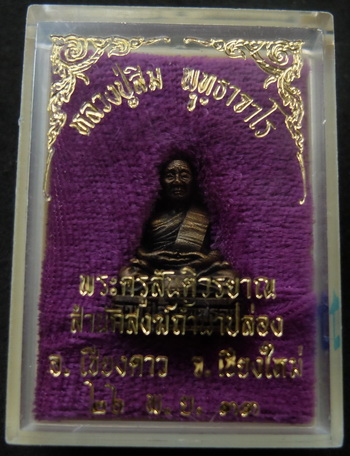 หลวงปู่สิม พุทธาจาโร
พระครูสันติวรญาณ
สำนักสงฆ์ถ้ำผาปล่อง
อ. เชียงดาว จ. เชียงใหม่
๒๖ พ.ย. ๓๓